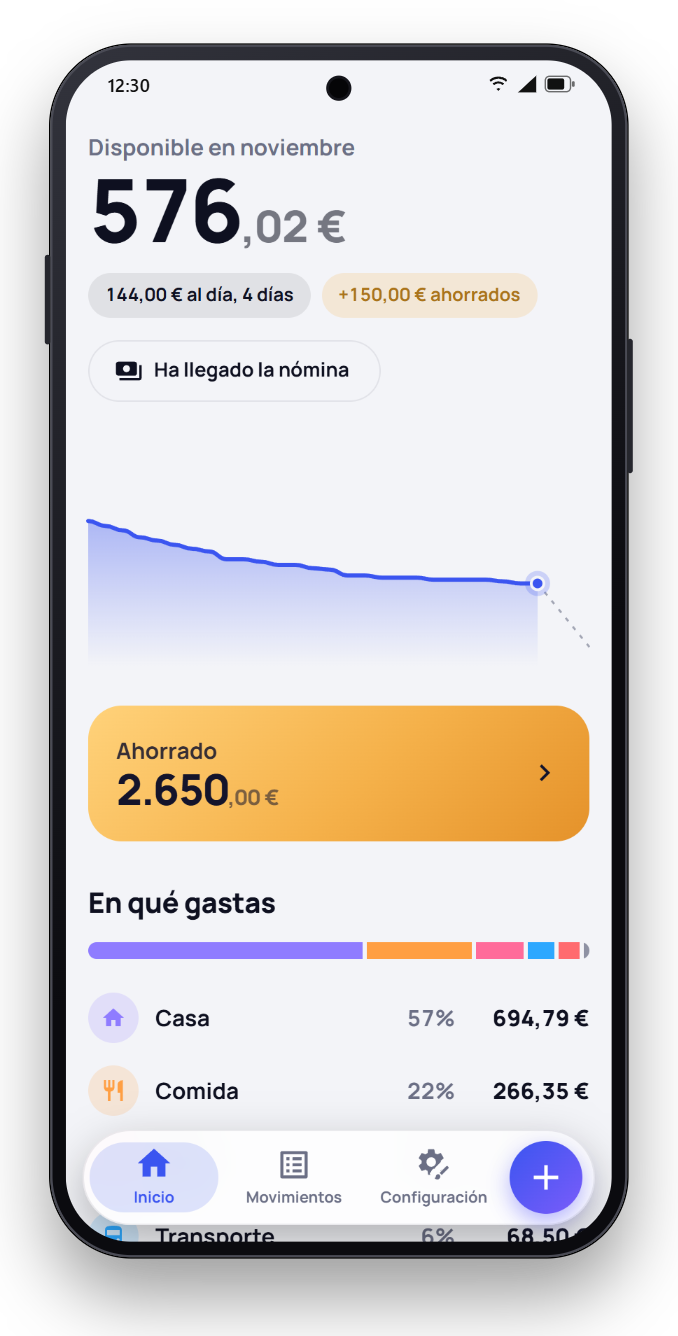 12:30
Disponible en noviembre
576,02 €
144,00 € al día, 4 días
+150,00 € ahorrados
Ha llegado la nómina
Ahorrado
2.650,00 €
En qué gastas
Casa 57% 694,79 €
Comida 22% 266,35 €
Inicio Movimientos Configuración
Transporte 6% 68,50 €